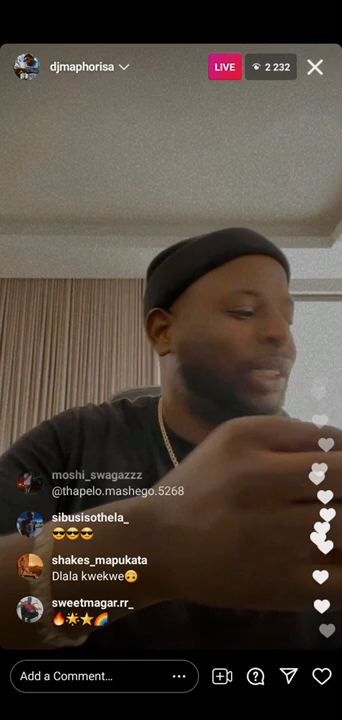 djmaphorisa
LIVE
2 232
moshi_swagazzz
@thapelo.mashego.5268
sibusisothela_
😎😎😎
shakes_mapukata
Dlala kwekwe🙃
sweetmagar.rr_
🔥🌟⭐🌈
Add a Comment...